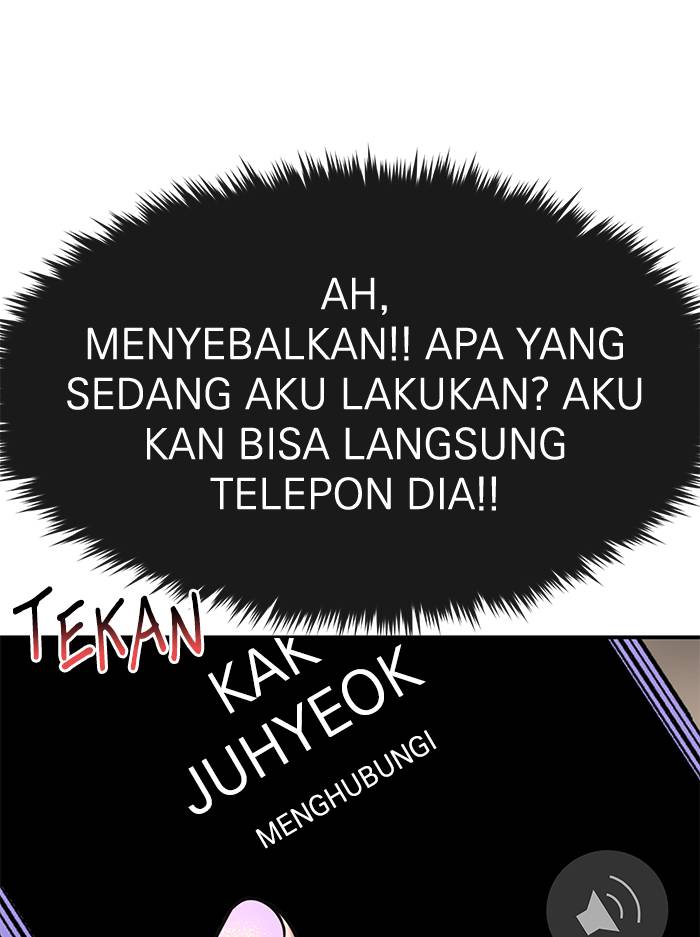 AH,
MENYEBALKAN!! APA YANG
SEDANG AKU LAKUKAN? AKU
KAN BISA LANGSUNG
TELEPON DIA!!
TEKAN
KAK
JUHYEOK
MENGHUBUNGI